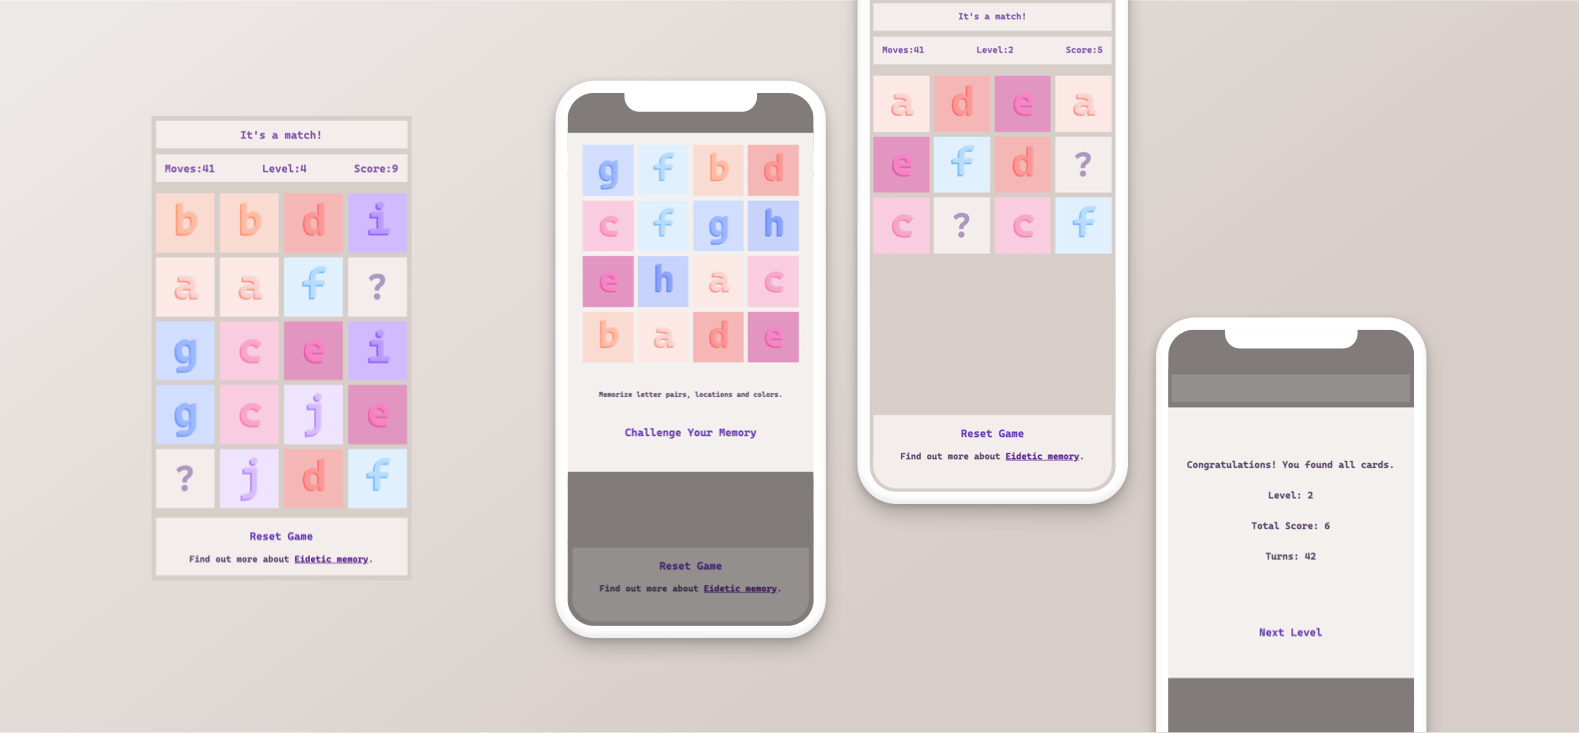 It's a match!
Moves:41 Level:4 Score:9
b b d i
a a f ?
g c e i
g c j e
? j d f
Reset Game
Find out more about Eidetic memory.
g f b d
c f g h
e h a c
b a d e
Memorize letter pairs, locations and colors.
Challenge Your Memory
Reset Game
Find out more about Eidetic memory.
It's a match!
Moves:41 Level:2 Score:5
a d e a
e f d ?
c ? c f
Reset Game
Find out more about Eidetic memory.
Congratulations! You found all cards.
Level: 2
Total Score: 6
Turns: 42
Next Level